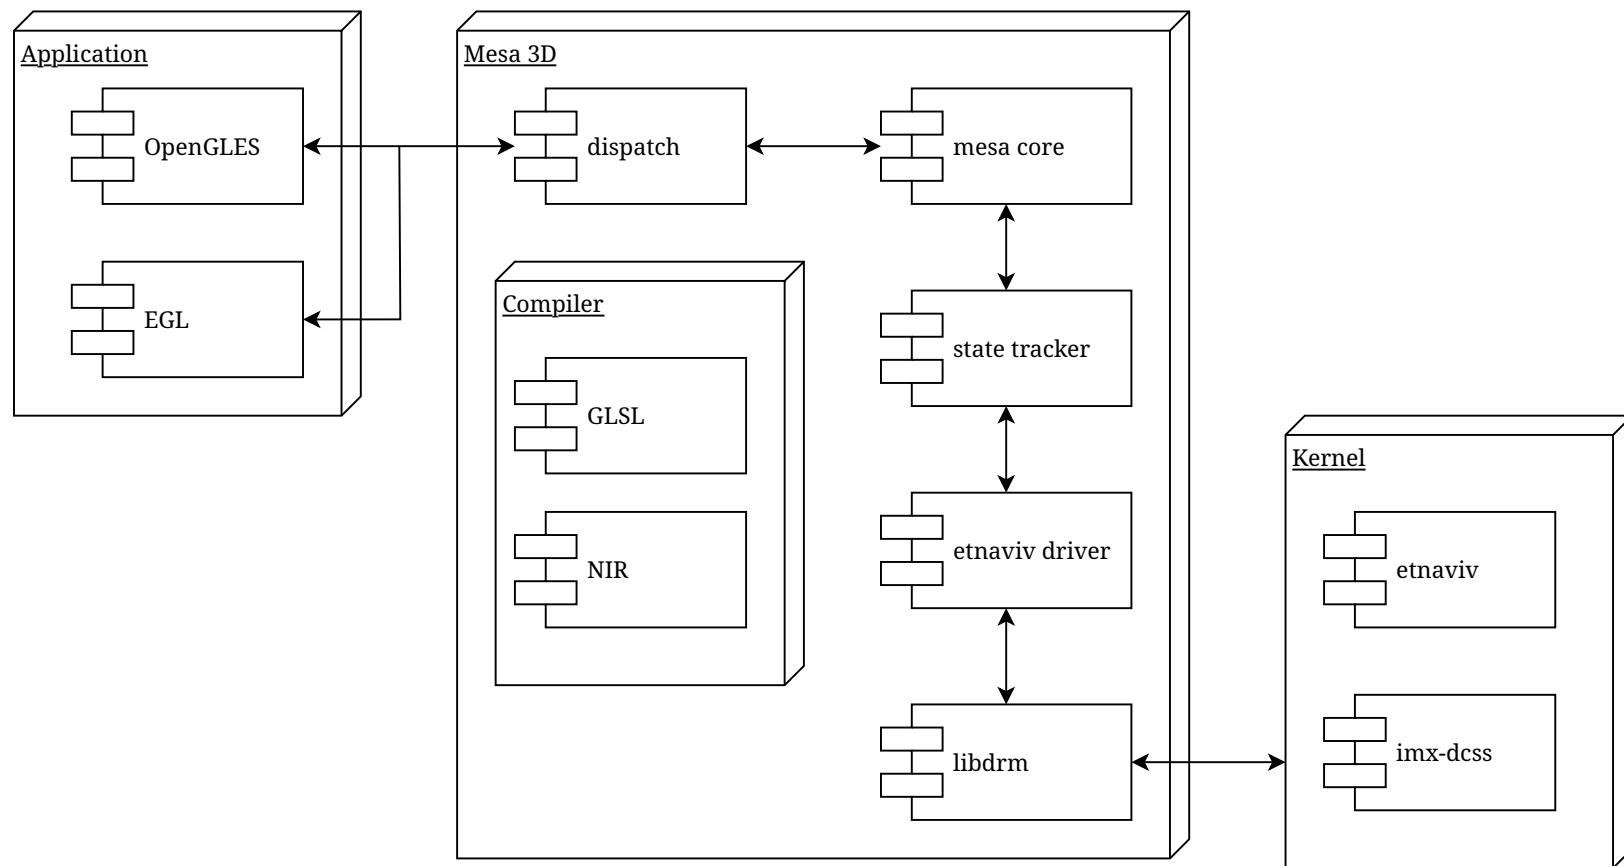 Application
OpenGLES
EGL
Mesa 3D
dispatch
mesa core
Compiler
GLSL
NIR
state tracker
etnaviv driver
libdrm
Kernel
etnaviv
imx-dcss